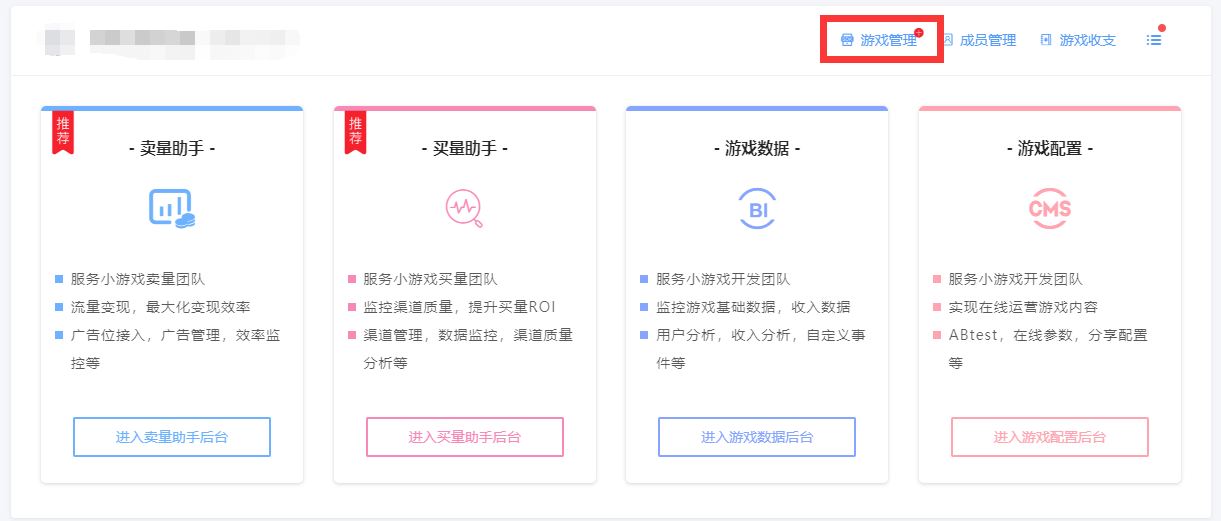 游戏管理 成员管理 游戏收支
推荐
- 卖量助手 -
服务小游戏卖量团队
流量变现，最大化变现效率
广告位接入，广告管理，效率监
控等
进入卖量助手后台
推荐
- 买量助手 -
服务小游戏买量团队
监控渠道质量，提升买量ROI
渠道管理，数据监控，渠道质量
分析等
进入买量助手后台
- 游戏数据 -
BI
服务小游戏开发团队
监控游戏基础数据，收入数据
用户分析，收入分析，自定义事
件等
进入游戏数据后台
- 游戏配置 -
CMS
服务小游戏开发团队
实现在线运营游戏内容
ABtest，在线参数，分享配置
等
进入游戏配置后台